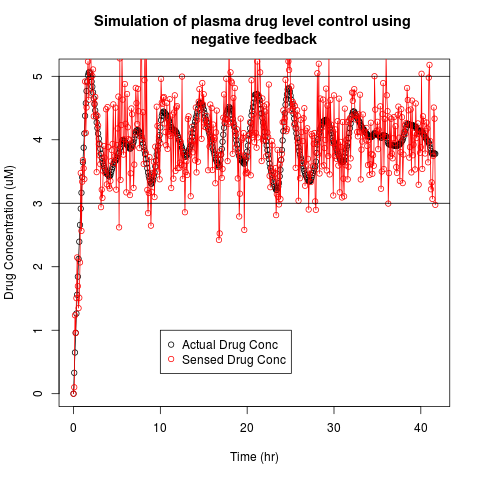 Simulation of plasma drug level control using
negative feedback
Drug Concentration (uM)
5
4
3
2
1
0
Actual Drug Conc
Sensed Drug Conc
0 10 20 30 40
Time (hr)